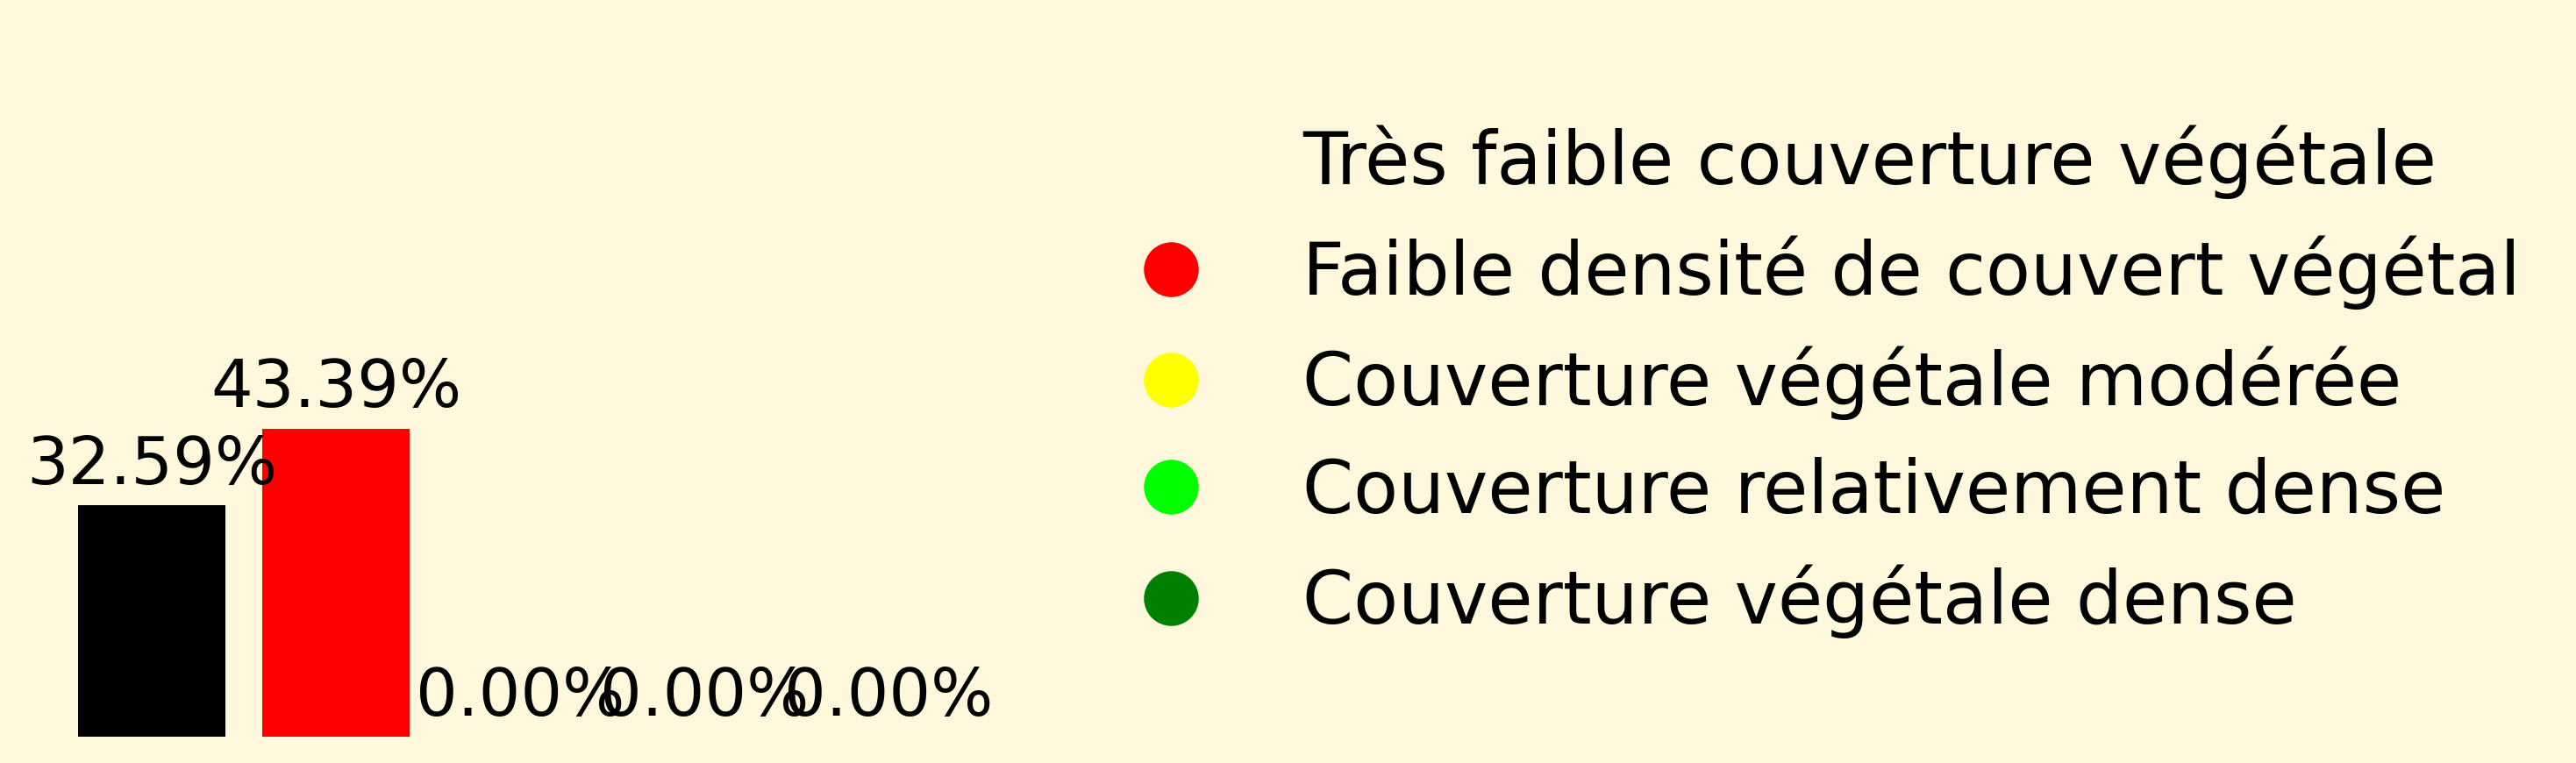 Très faible couverture végétale
Faible densité de couvert végétal
Couverture végétale modérée
Couverture relativement dense
Couverture végétale dense
43.39%
32.59%
0.00%
0.00%
0.00%